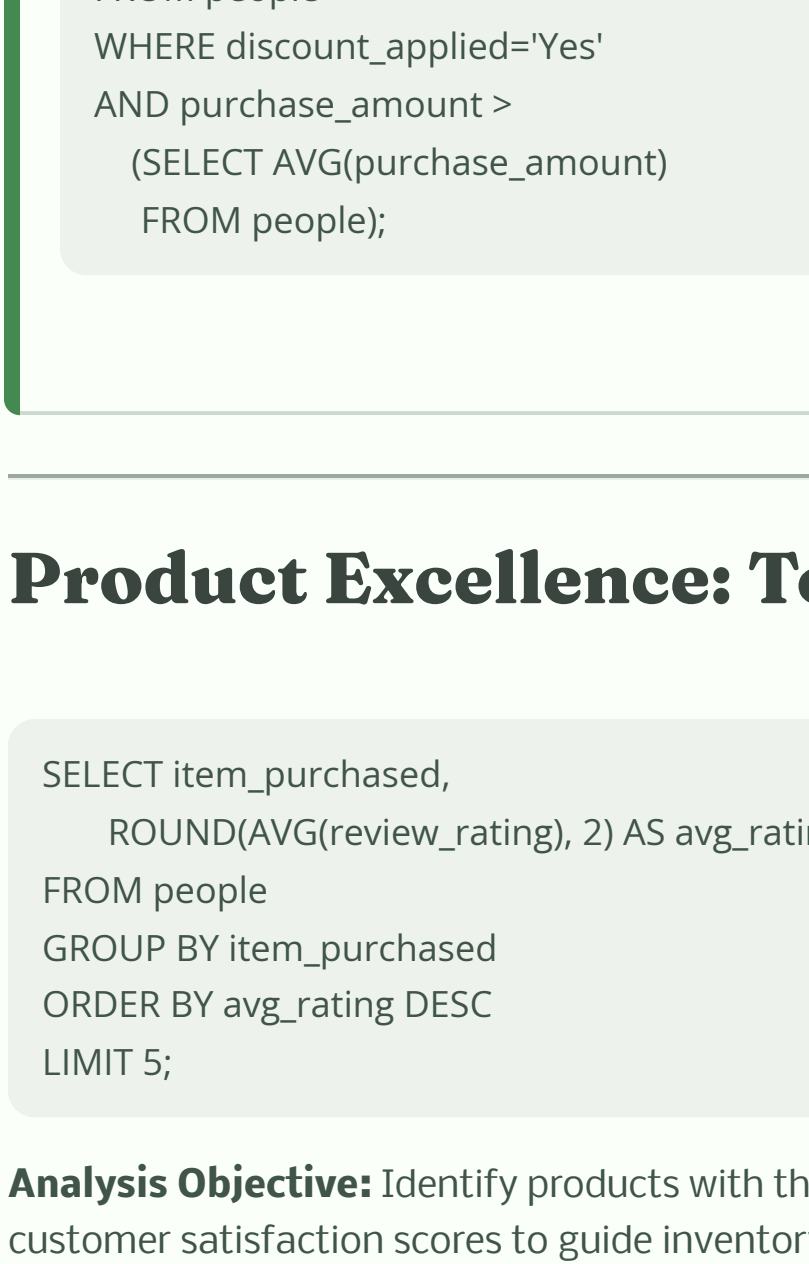 FROM people
WHERE discount_applied='Yes'
AND purchase_amount >
(SELECT AVG(purchase_amount)
FROM people);
Product Excellence:
SELECT item_purchased,
ROUND(AVG(review_rating), 2) AS
FROM people
GROUP BY item_purchased
ORDER BY avg_rating DESC
LIMIT 5;
Analysis Objective: Identify products with
customer satisfaction scores to guide